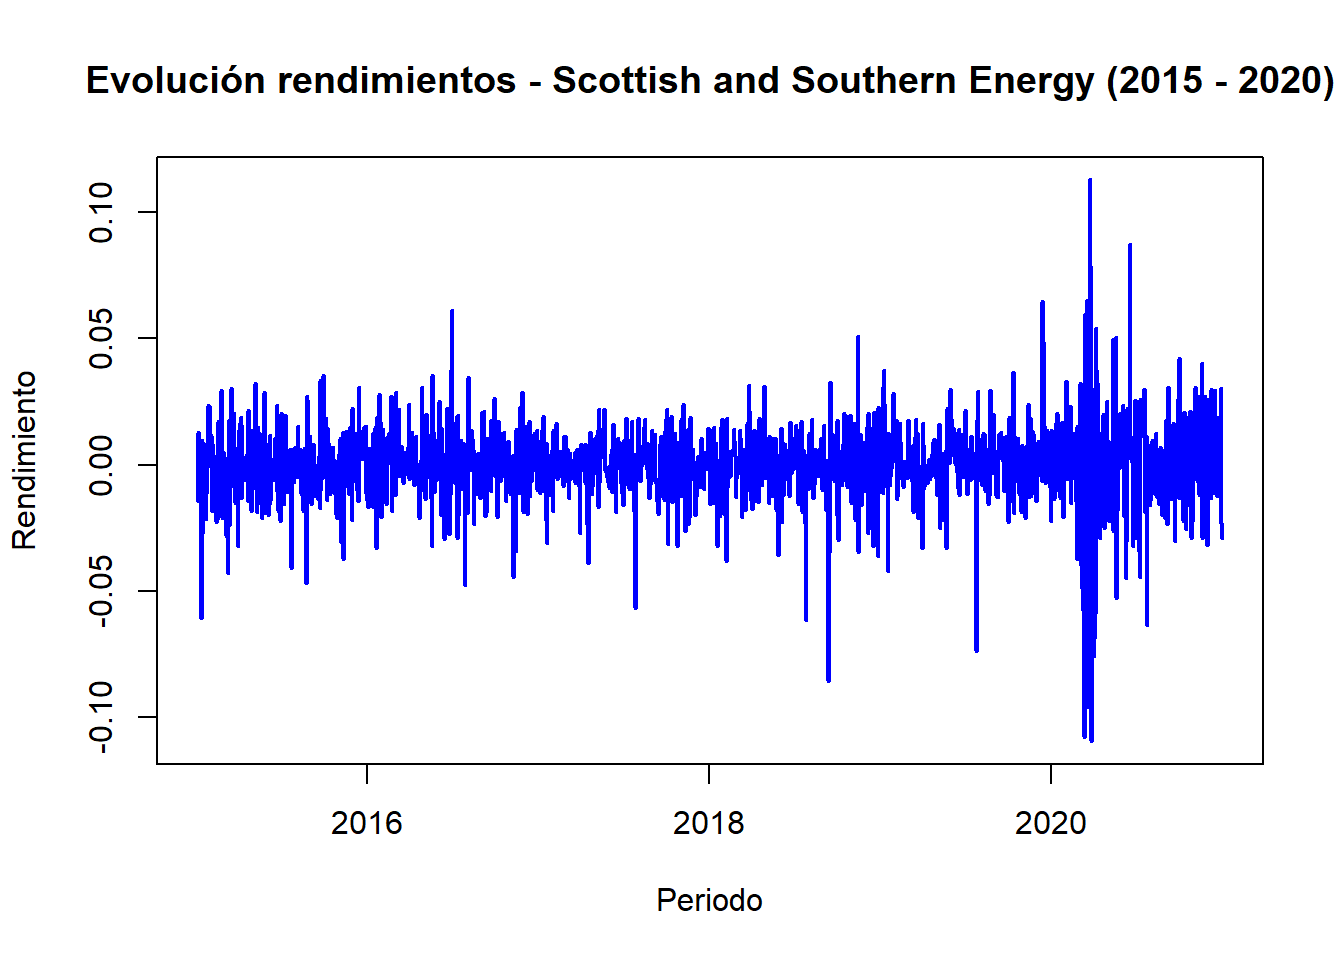 Evolución rendimientos - Scottish and Southern Energy (2015 - 2020)
Rendimiento
0.10
0.05
0.00
-0.05
-0.10
2016 2018 2020
Periodo